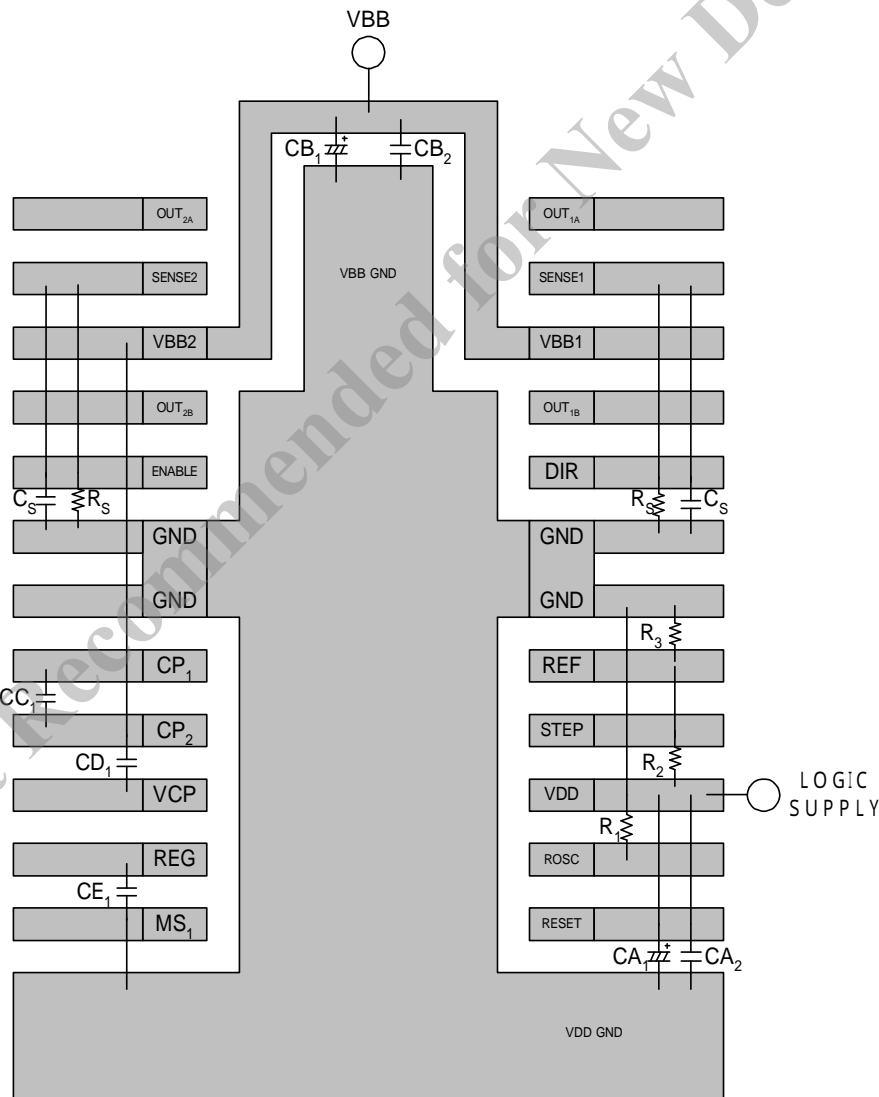 VBB
CB1 CB2
OUT2A OUT1A
SENSE2 VBB GND SENSE1
VBB2 VBB1
OUT2B OUT1B
ENABLE DIR
CS RS RS CS
GND GND
GND GND
R3
CP1 REF
CC1
CP2 STEP
CD1 R2
VCP VDD LOGIC
SUPPLY
R1
REG ROSC
CE1
MS1 RESET
CA1 CA2
VDD GND
Recommended for New